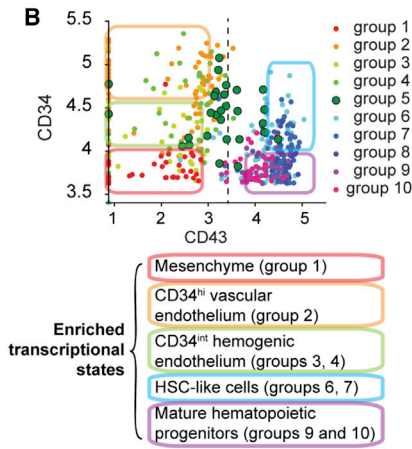 B
5.5
5
4.5
4
3.5
CD34
1
2
3
4
5
CD43
group 1
group 2
group 3
group 4
group 5
group 6
group 7
group 8
group 9
group 10
Enriched
transcriptional
states
Mesenchyme (group 1)
CD34hi vascular
endothelium (group 2)
CD34int hemogenic
endothelium (groups 3, 4)
HSC-like cells (groups 6, 7)
Mature hematopoietic
progenitors (groups 9 and 10)